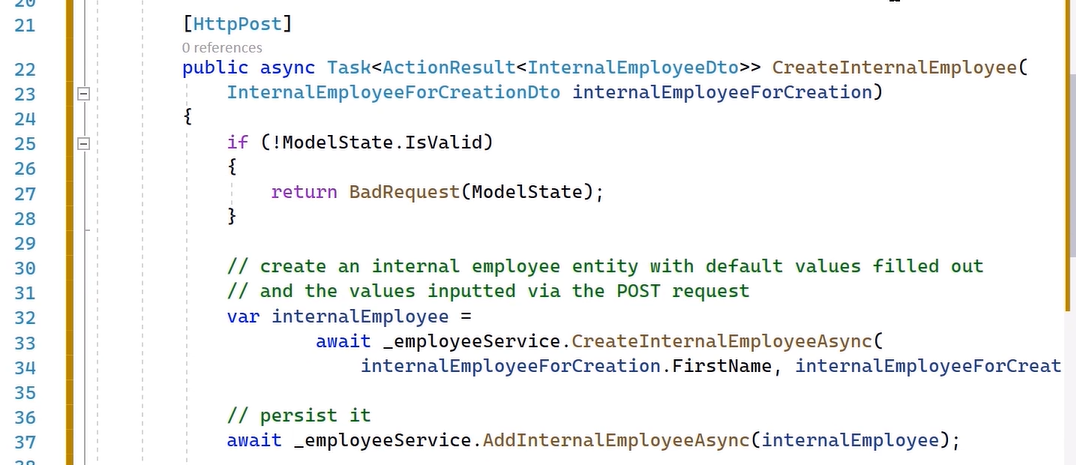 21 [HttpPost]
0 references
22 public async Task<ActionResult<InternalEmployeeDto>> CreateInternalEmployee(
23 InternalEmployeeForCreationDto internalEmployeeForCreation)
24 {
25 if (!ModelState.IsValid)
26 {
27 return BadRequest(ModelState);
28 }
29
30 // create an internal employee entity with default values filled out
31 // and the values inputted via the POST request
32 var internalEmployee =
33 await _employeeService.CreateInternalEmployeeAsync(
34 internalEmployeeForCreation.FirstName, internalEmployeeForCreat
35
36 // persist it
37 await _employeeService.AddInternalEmployeeAsync(internalEmployee);